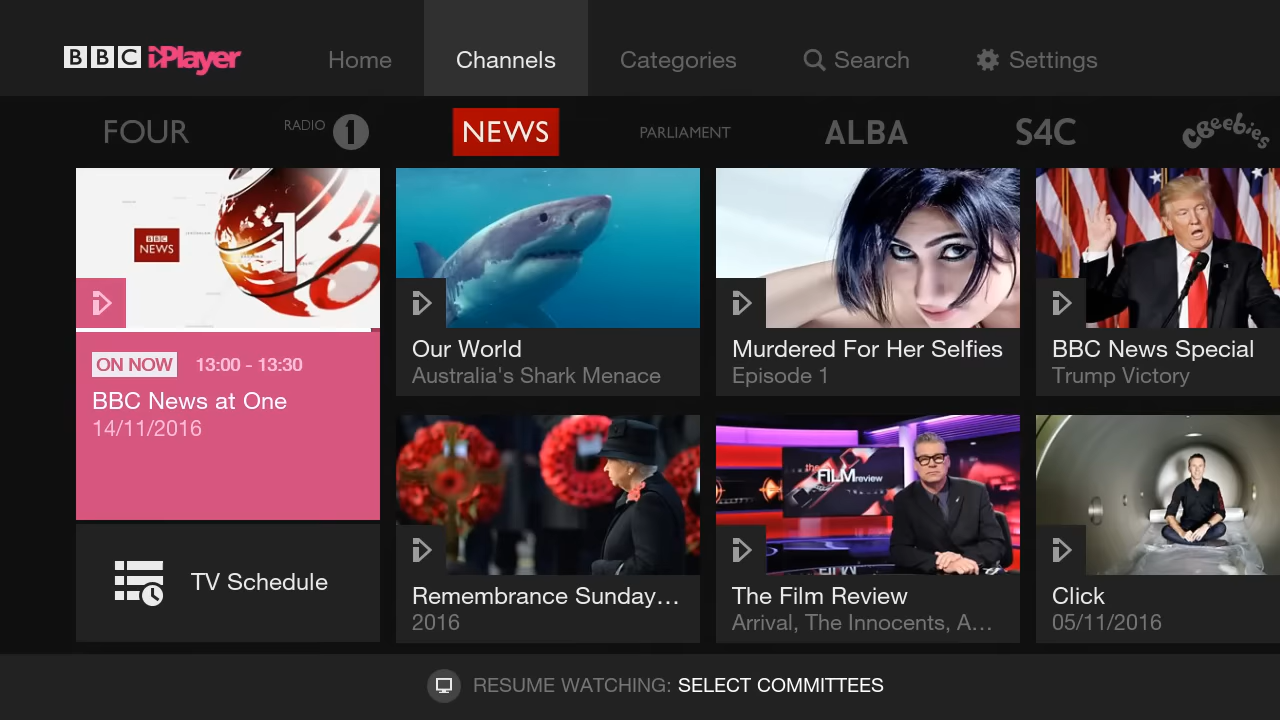 BBC iPlayer
Home
Channels
Categories
Search
Settings
FOUR
RADIO 1
NEWS
PARLIAMENT
ALBA
S4C
CBeebies
BBC
NEWS
1
ON NOW 13:00 - 13:30
BBC News at One
14/11/2016
Our World
Australia's Shark Menace
Murdered For Her Selfies
Episode 1
BBC News Special
Trump Victory
TV Schedule
Remembrance Sunday…
2016
the
FILM review
The Film Review
Arrival, The Innocents, A…
Click
05/11/2016
RESUME WATCHING: SELECT COMMITTEES